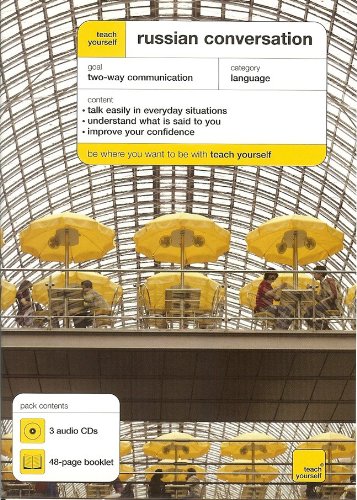 teach
yourself
russian conversation
goal
two-way communication
category
language
content
• talk easily in everyday situations
• understand what is said to you
• improve your confidence
be where you want to be with teach yourself
pack contents
3 audio CDs
48-page booklet
teach
yourself